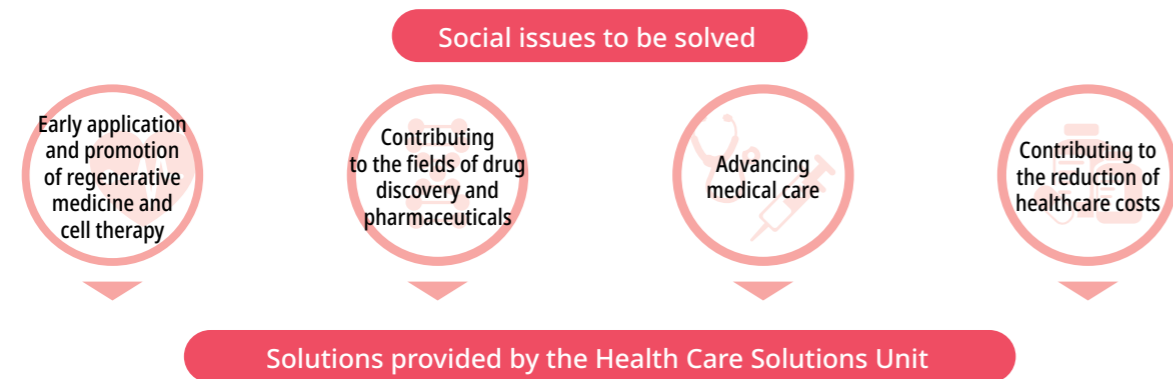 Social issues to be solved
Early application
and promotion
of regenerative
medicine and
cell therapy
Contributing
to the fields of drug
discovery and
pharmaceuticals
Advancing
medical care
Contributing to
the reduction of
healthcare costs
Solutions provided by the Health Care Solutions Unit